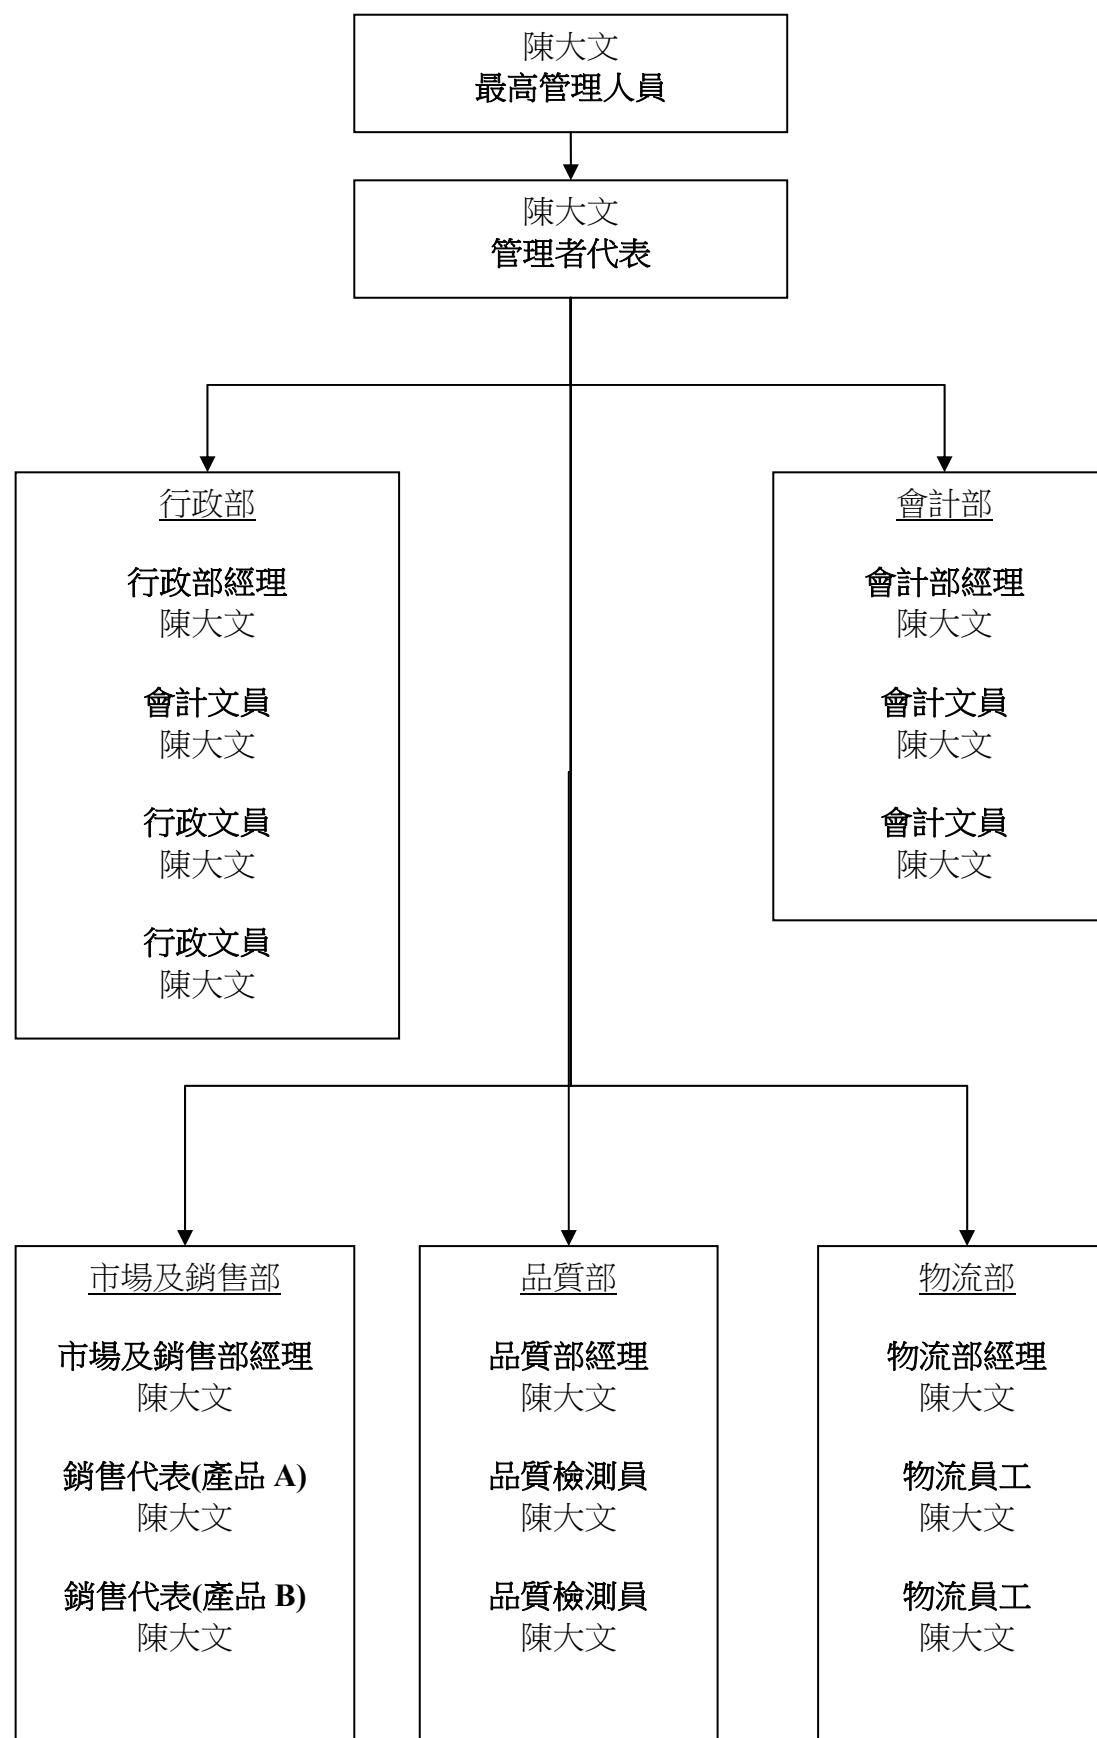 陳大文
最高管理人員
陳大文
管理者代表
行政部
行政部經理
陳大文
會計文員
陳大文
行政文員
陳大文
行政文員
陳大文
會計部
會計部經理
陳大文
會計文員
陳大文
會計文員
陳大文
市場及銷售部
市場及銷售部經理
陳大文
銷售代表(產品 A)
陳大文
銷售代表(產品 B)
陳大文
品質部
品質部經理
陳大文
品質檢測員
陳大文
品質檢測員
陳大文
物流部
物流部經理
陳大文
物流員工
陳大文
物流員工
陳大文